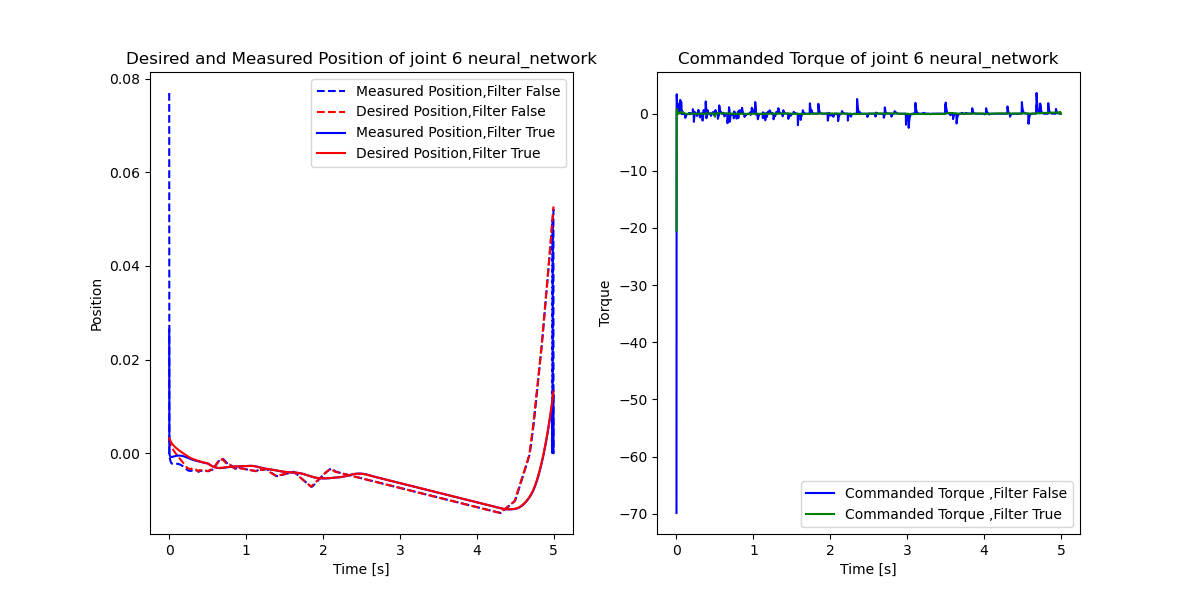 Desired and Measured Position of joint 6 neural_network
Position
0.08
0.06
0.04
0.02
0.00
Measured Position,Filter False
Desired Position,Filter False
Measured Position,Filter True
Desired Position,Filter True
0 1 2 3 4 5
Time [s]
Commanded Torque of joint 6 neural_network
Torque
0
−10
−20
−30
−40
−50
−60
−70
Commanded Torque ,Filter False
Commanded Torque ,Filter True
0 1 2 3 4 5
Time [s]